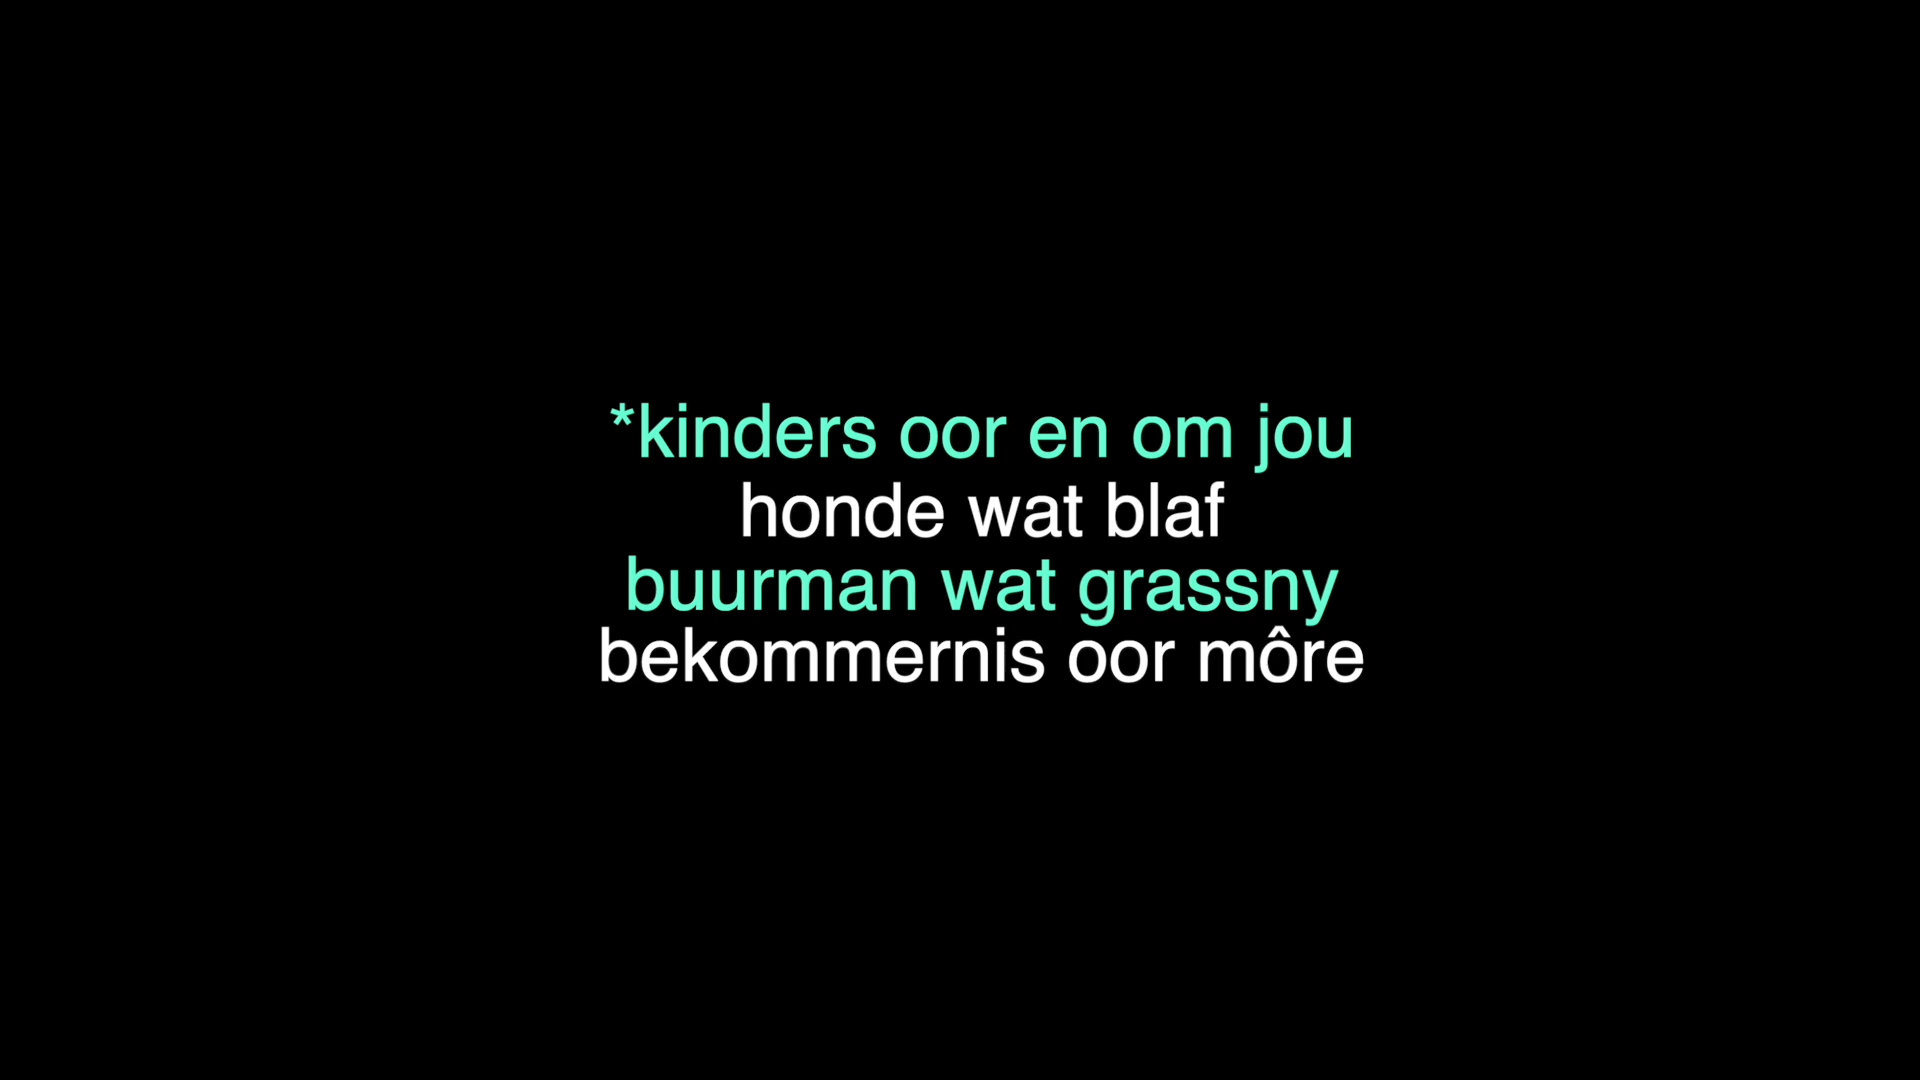 *kinders oor en om jou
honde wat blaf
buurman wat grassny
bekommernis oor môre